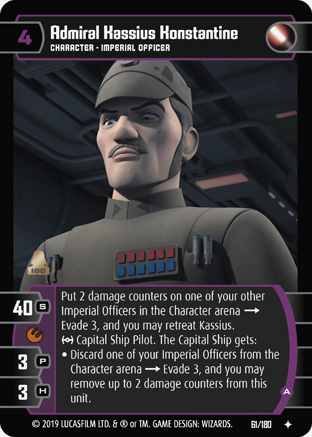 4
Admiral Kassius Konstantine
CHARACTER - IMPERIAL OFFICER
IDC
40 S
3 P
3 H
Put 2 damage counters on one of your other
Imperial Officers in the Character arena →
Evade 3, and you may retreat Kassius.
Capital Ship Pilot. The Capital Ship gets:
• Discard one of your Imperial Officers from the
Character arena → Evade 3, and you may
remove up to 2 damage counters from this
unit.
A
© 2019 LUCASFILM LTD. & ® or TM. GAME DESIGN: WIZARDS.
61/180